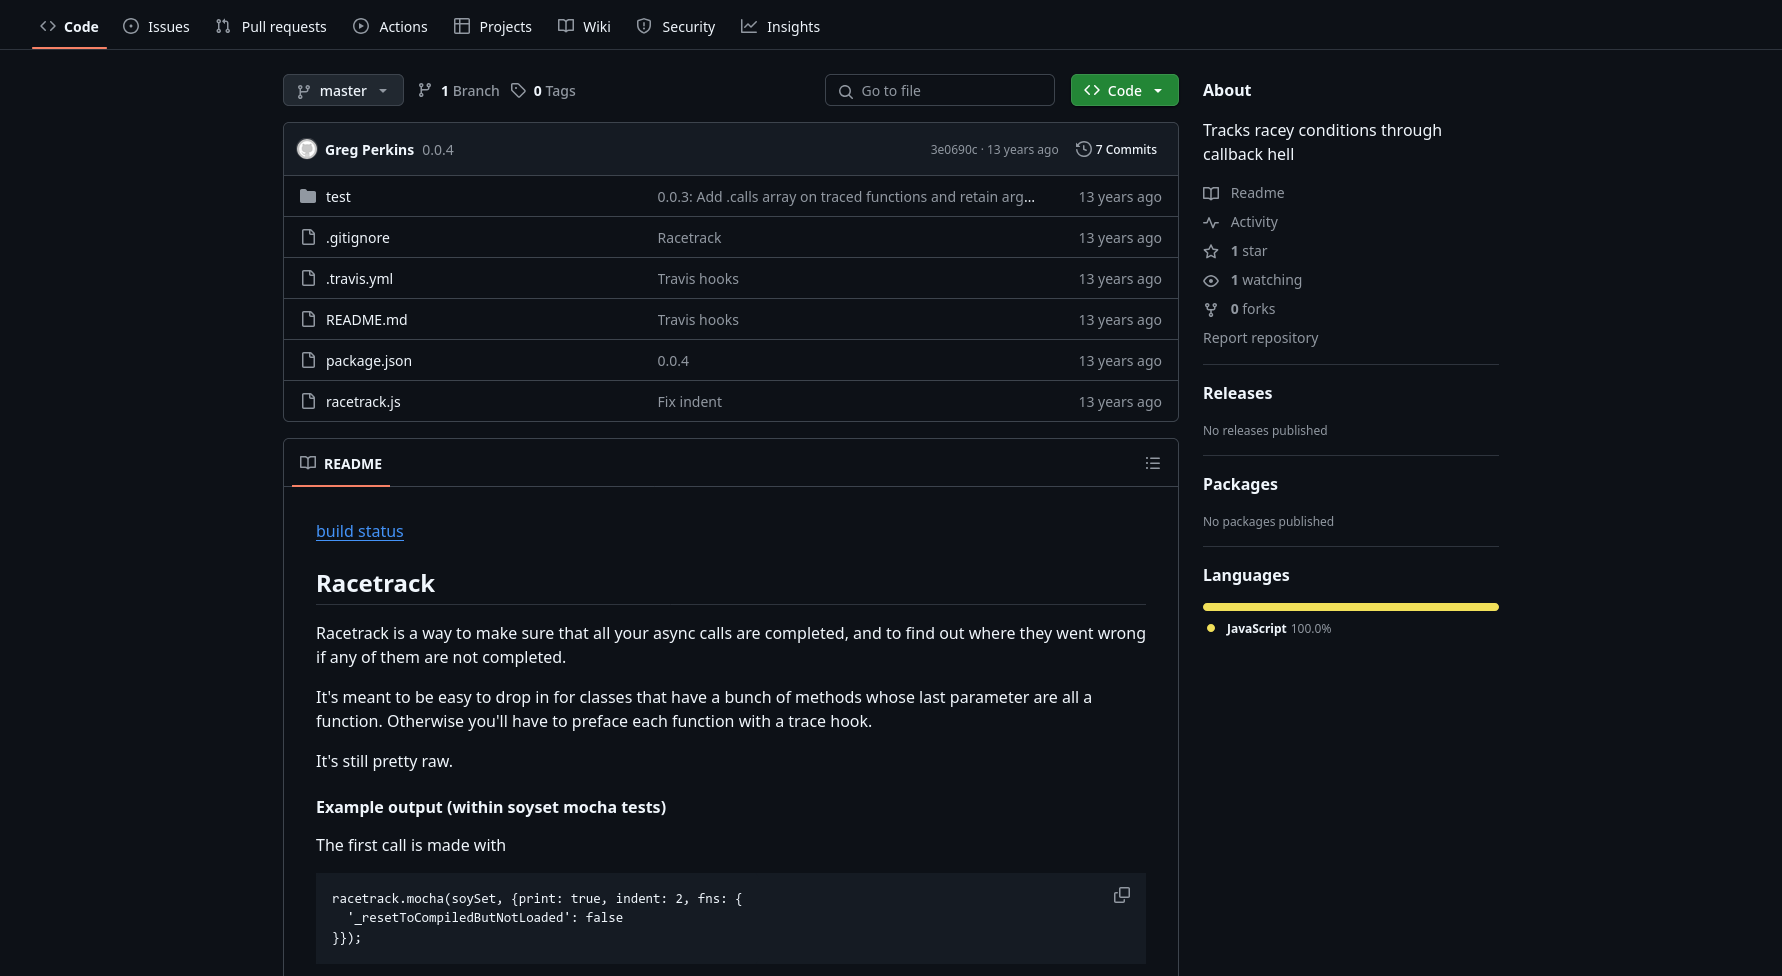 Code Issues Pull requests Actions Projects Wiki Security Insights
master 1 Branch 0 Tags Go to file Code
Greg Perkins 0.0.4 3e0690c · 13 years ago 7 Commits
test 0.0.3: Add .calls array on traced functions and retain arg... 13 years ago
.gitignore Racetrack 13 years ago
.travis.yml Travis hooks 13 years ago
README.md Travis hooks 13 years ago
package.json 0.0.4 13 years ago
racetrack.js Fix indent 13 years ago
README
build status
Racetrack
Racetrack is a way to make sure that all your async calls are completed, and to find out where they went wrong
if any of them are not completed.
It's meant to be easy to drop in for classes that have a bunch of methods whose last parameter are all a
function. Otherwise you'll have to preface each function with a trace hook.
It's still pretty raw.
Example output (within soyset mocha tests)
The first call is made with
racetrack.mocha(soySet, {print: true, indent: 2, fns: {
  '_resetToCompiledButNotLoaded': false
}});
About
Tracks racey conditions through
callback hell
Readme
Activity
1 star
1 watching
0 forks
Report repository
Releases
No releases published
Packages
No packages published
Languages
JavaScript 100.0%